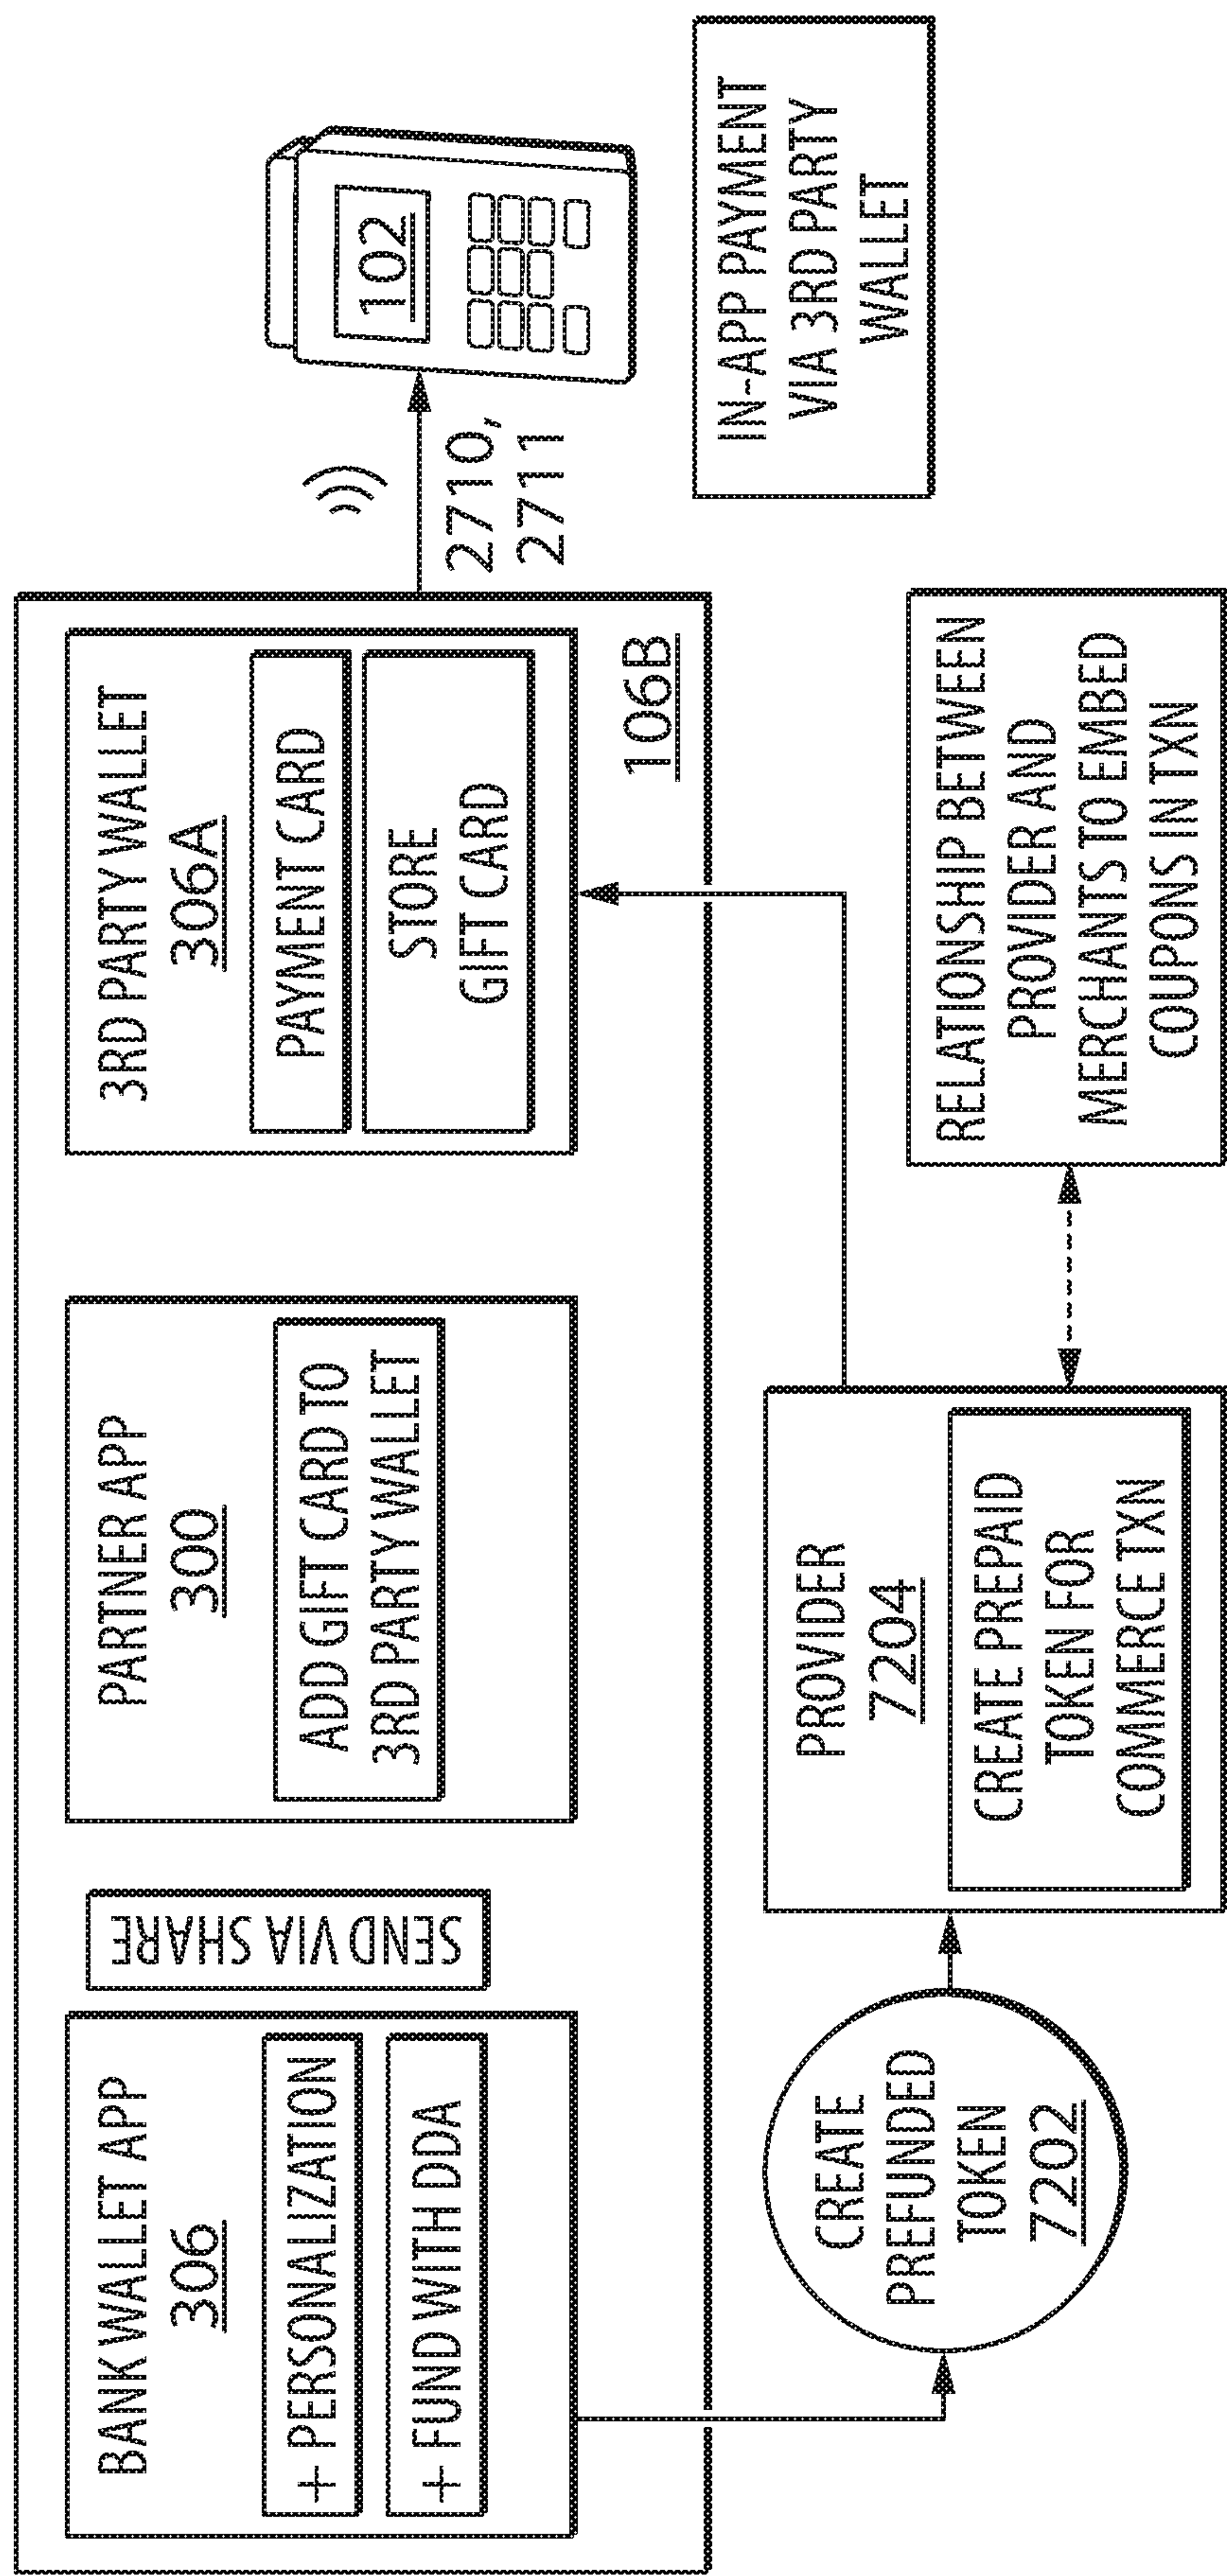 BANK WALLET APP
306
+ PERSONALIZATION
+ FUND WITH DDA
SEND VIA SHARE
PARTNER APP
300
ADD GIFT CARD TO
3RD PARTY WALLET
3RD PARTY WALLET
306A
PAYMENT CARD
STORE
GIFT CARD
106B
2710,
2711
102
CREATE
PREFUNDED
TOKEN
7202
PROVIDER
7204
CREATE PREPAID
TOKEN FOR
COMMERCE TXN
RELATIONSHIP BETWEEN
PROVIDER AND
MERCHANTS TO EMBED
COUPONS IN TXN
IN-APP PAYMENT
VIA 3RD PARTY
WALLET